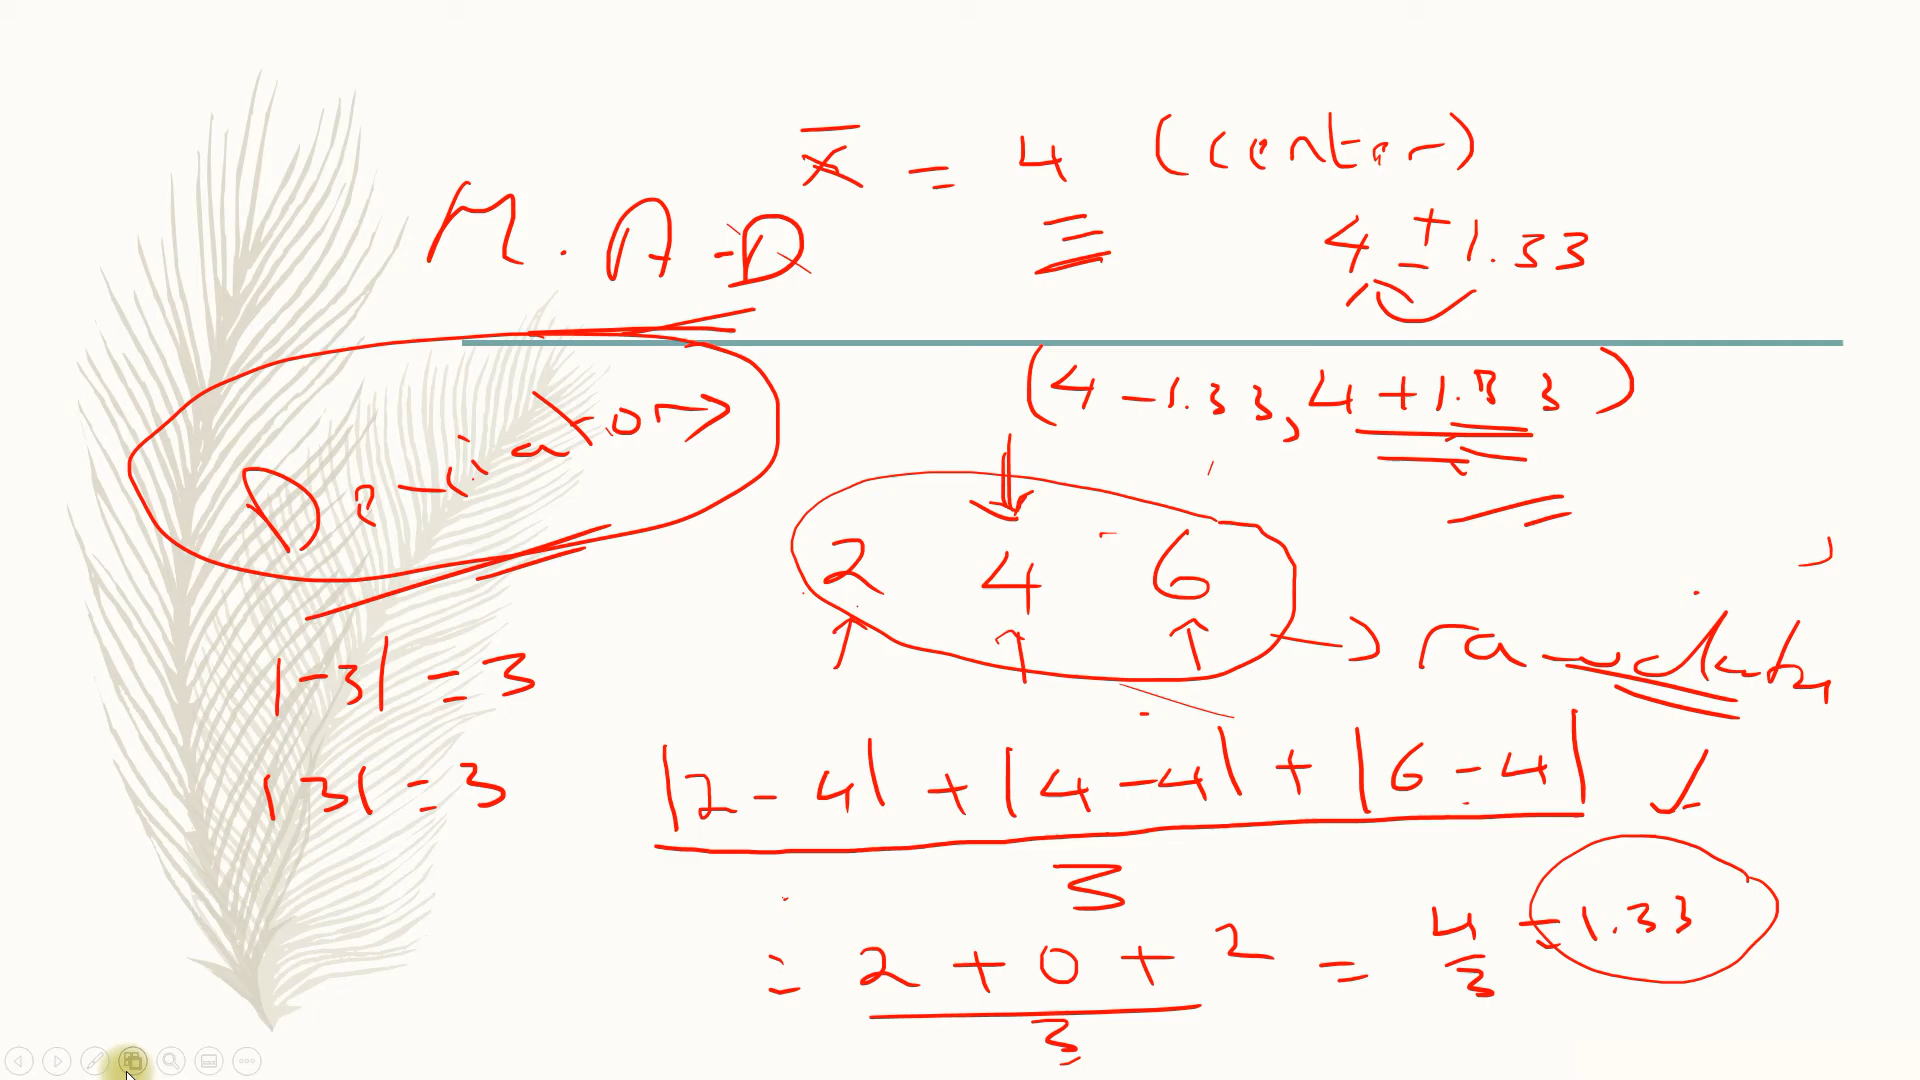 x̄ = 4 (center)
M.A.D
4 ± 1.33
(4 - 1.33, 4 + 1.33)
Deviation
2 4 6 → raw data
|-3| = 3
|3| = 3
|2 - 4| + |4 - 4| + |6 - 4|
3
= 2 + 0 + 2 = 4 = 1.33
3 3